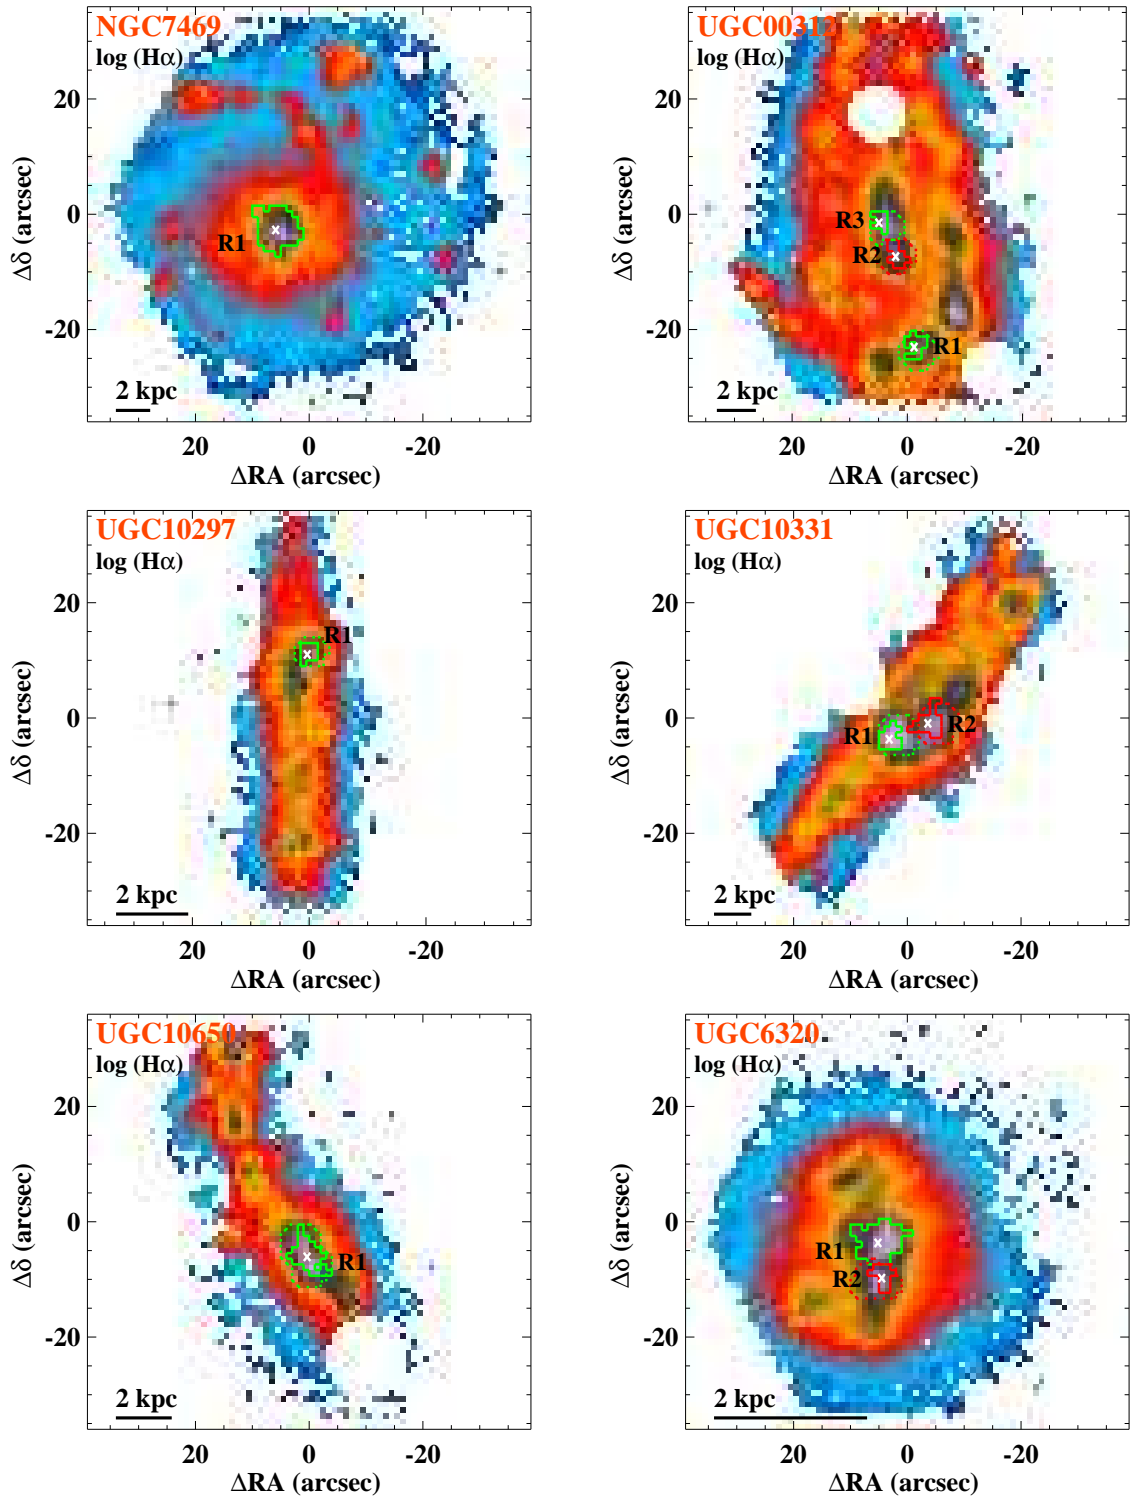 NGC7469
log (Hα)
R1
2 kpc
20
0
-20
20
0
-20
Δδ (arcsec)
ΔRA (arcsec)
UGC00312
log (Hα)
R3
R2
R1
2 kpc
20
0
-20
20
0
-20
Δδ (arcsec)
ΔRA (arcsec)
UGC10297
log (Hα)
R1
2 kpc
20
0
-20
20
0
-20
Δδ (arcsec)
ΔRA (arcsec)
UGC10331
log (Hα)
R1
R2
2 kpc
20
0
-20
20
0
-20
Δδ (arcsec)
ΔRA (arcsec)
UGC10650
log (Hα)
R1
2 kpc
20
0
-20
20
0
-20
Δδ (arcsec)
ΔRA (arcsec)
UGC6320
log (Hα)
R1
R2
2 kpc
20
0
-20
20
0
-20
Δδ (arcsec)
ΔRA (arcsec)